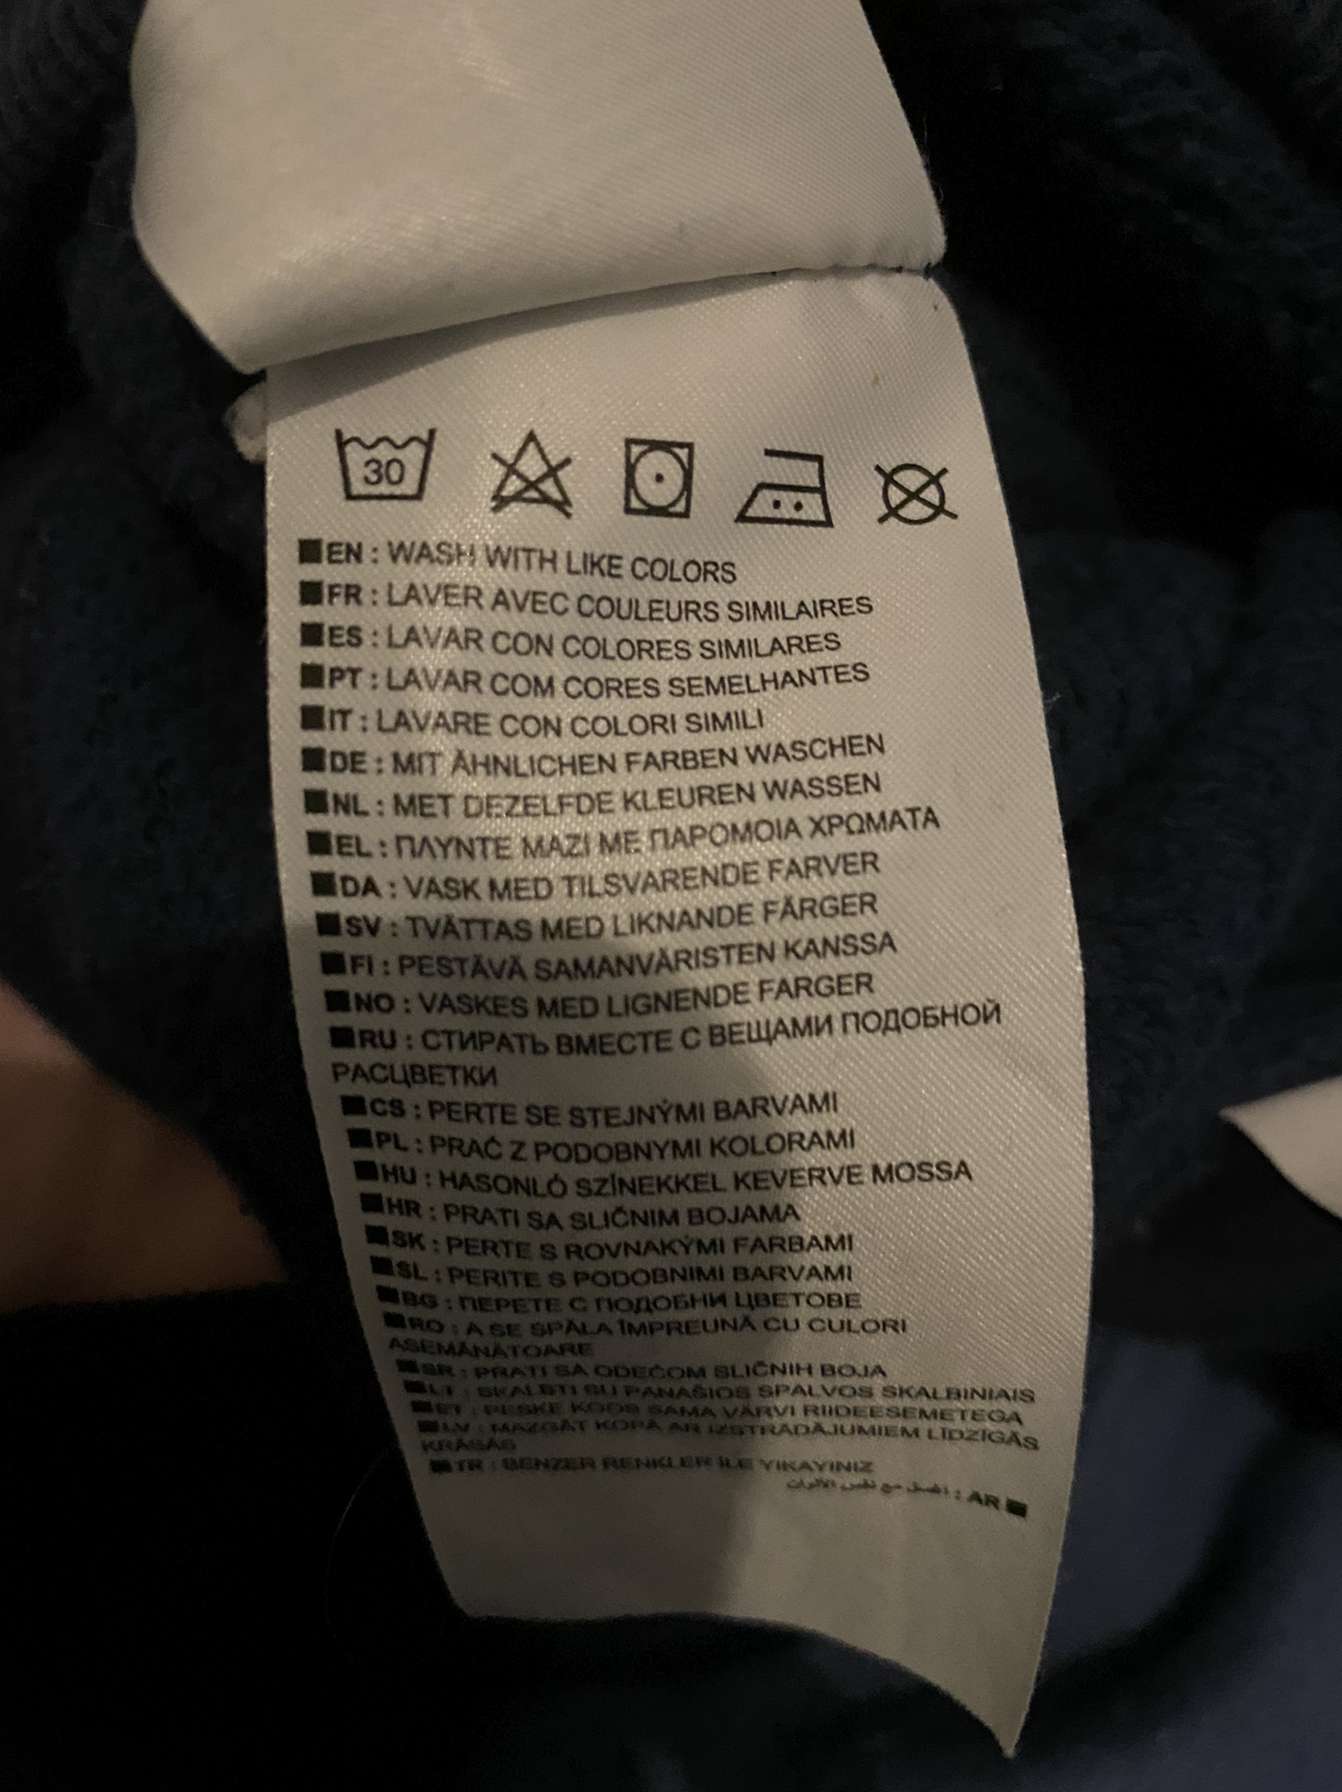 30
■EN : WASH WITH LIKE COLORS
■FR : LAVER AVEC COULEURS SIMILAIRES
■ES : LAVAR CON COLORES SIMILARES
■PT : LAVAR COM CORES SEMELHANTES
■IT : LAVARE CON COLORI SIMILI
■DE : MIT ÄHNLICHEN FARBEN WASCHEN
■NL : MET DEZELFDE KLEUREN WASSEN
■EL : ΠΛΥΝΤΕ ΜΑΖΙ ΜΕ ΠΑΡΟΜΟΙΑ ΧΡΩΜΑΤΑ
■DA : VASK MED TILSVARENDE FARVER
■SV : TVÄTTAS MED LIKNANDE FÄRGER
■FI : PESTÄVÄ SAMANVÄRISTEN KANSSA
■NO : VASKES MED LIGNENDE FARGER
■RU : СТИРАТЬ ВМЕСТЕ С ВЕЩАМИ ПОДОБНОЙ
РАСЦВЕТКИ
■CS : PERTE SE STEJNÝMI BARVAMI
■PL : PRAĆ Z PODOBNYMI KOLORAMI
■HU : HASONLÓ SZÍNEKKEL KEVERVE MOSSA
■HR : PRATI SA SLIČNIM BOJAMA
■SK : PERTE S ROVNAKÝMI FARBAMI
■SL : PERITE S PODOBNIMI BARVAMI
■BG : ПЕРЕТЕ С ПОДОБНИ ЦВЕТОВЕ
■RO : A SE SPĂLA ÎMPREUNĂ CU CULORI
ASEMĂNĂTOARE
■SR : PRATI SA ODEĆOM SLIČNIH BOJA
■LT : SKALBTI SU PANAŠIOS SPALVOS SKALBINIAIS
■ET : PESKE KOOS SAMA VÄRVI RIIDEESEMETEGA
■LV : MAZGĀT KOPĀ AR IZSTRĀDĀJUMIEM LĪDZĪGĀS
KRĀSĀS
■TR : BENZER RENKLER İLE YIKAYINIZ
■ AR : اغسل مع نفس الألوان